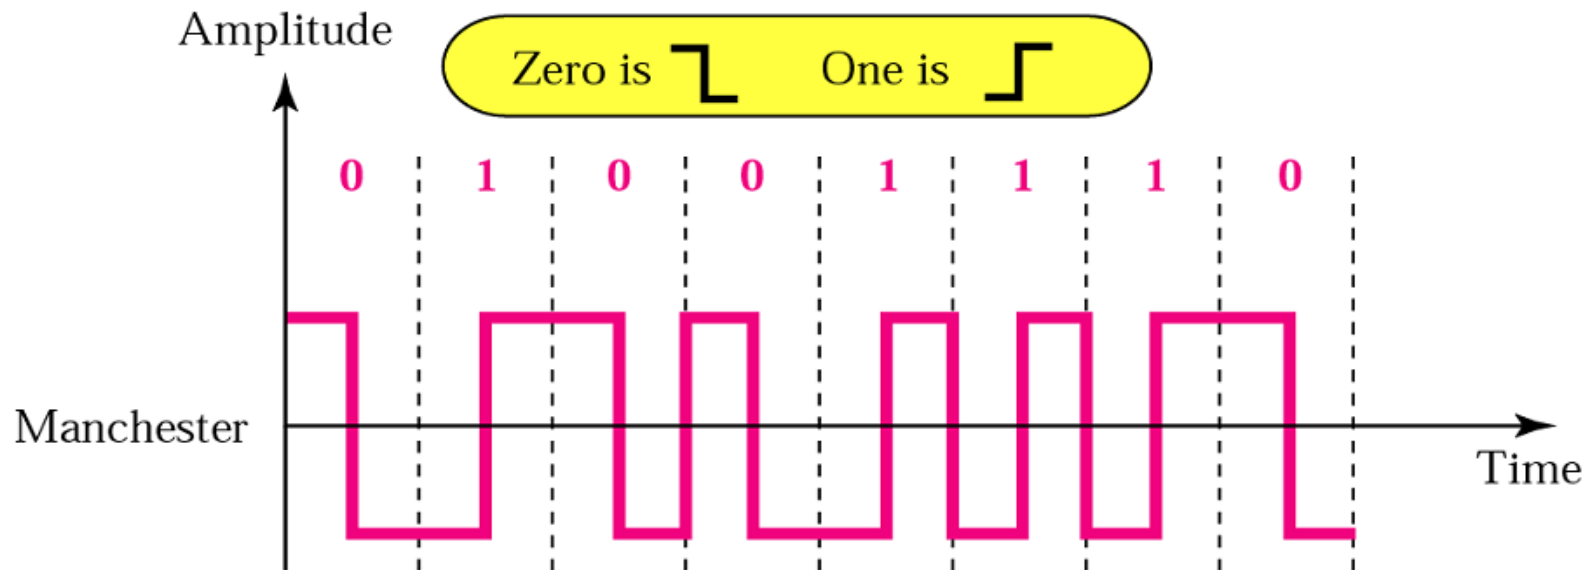 Amplitude
Zero is One is
0 1 0 0 1 1 1 0
Manchester
Time